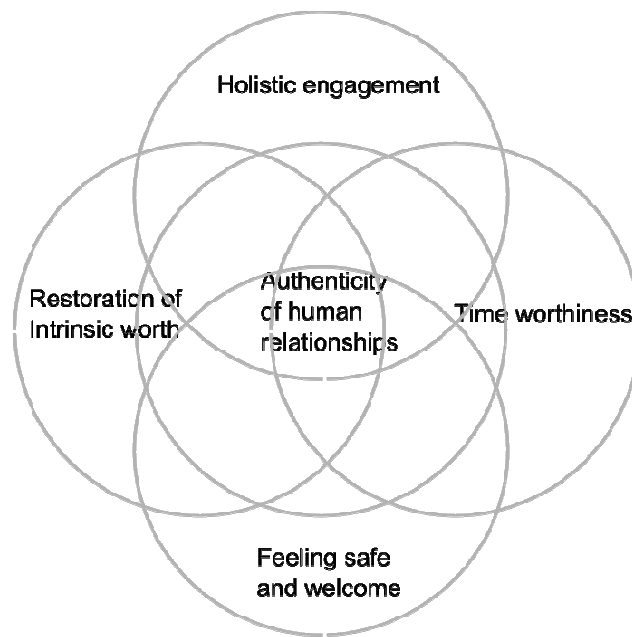 Holistic engagement
Restoration of
Intrinsic worth
Authenticity
of human
relationships
Time worthiness
Feeling safe
and welcome